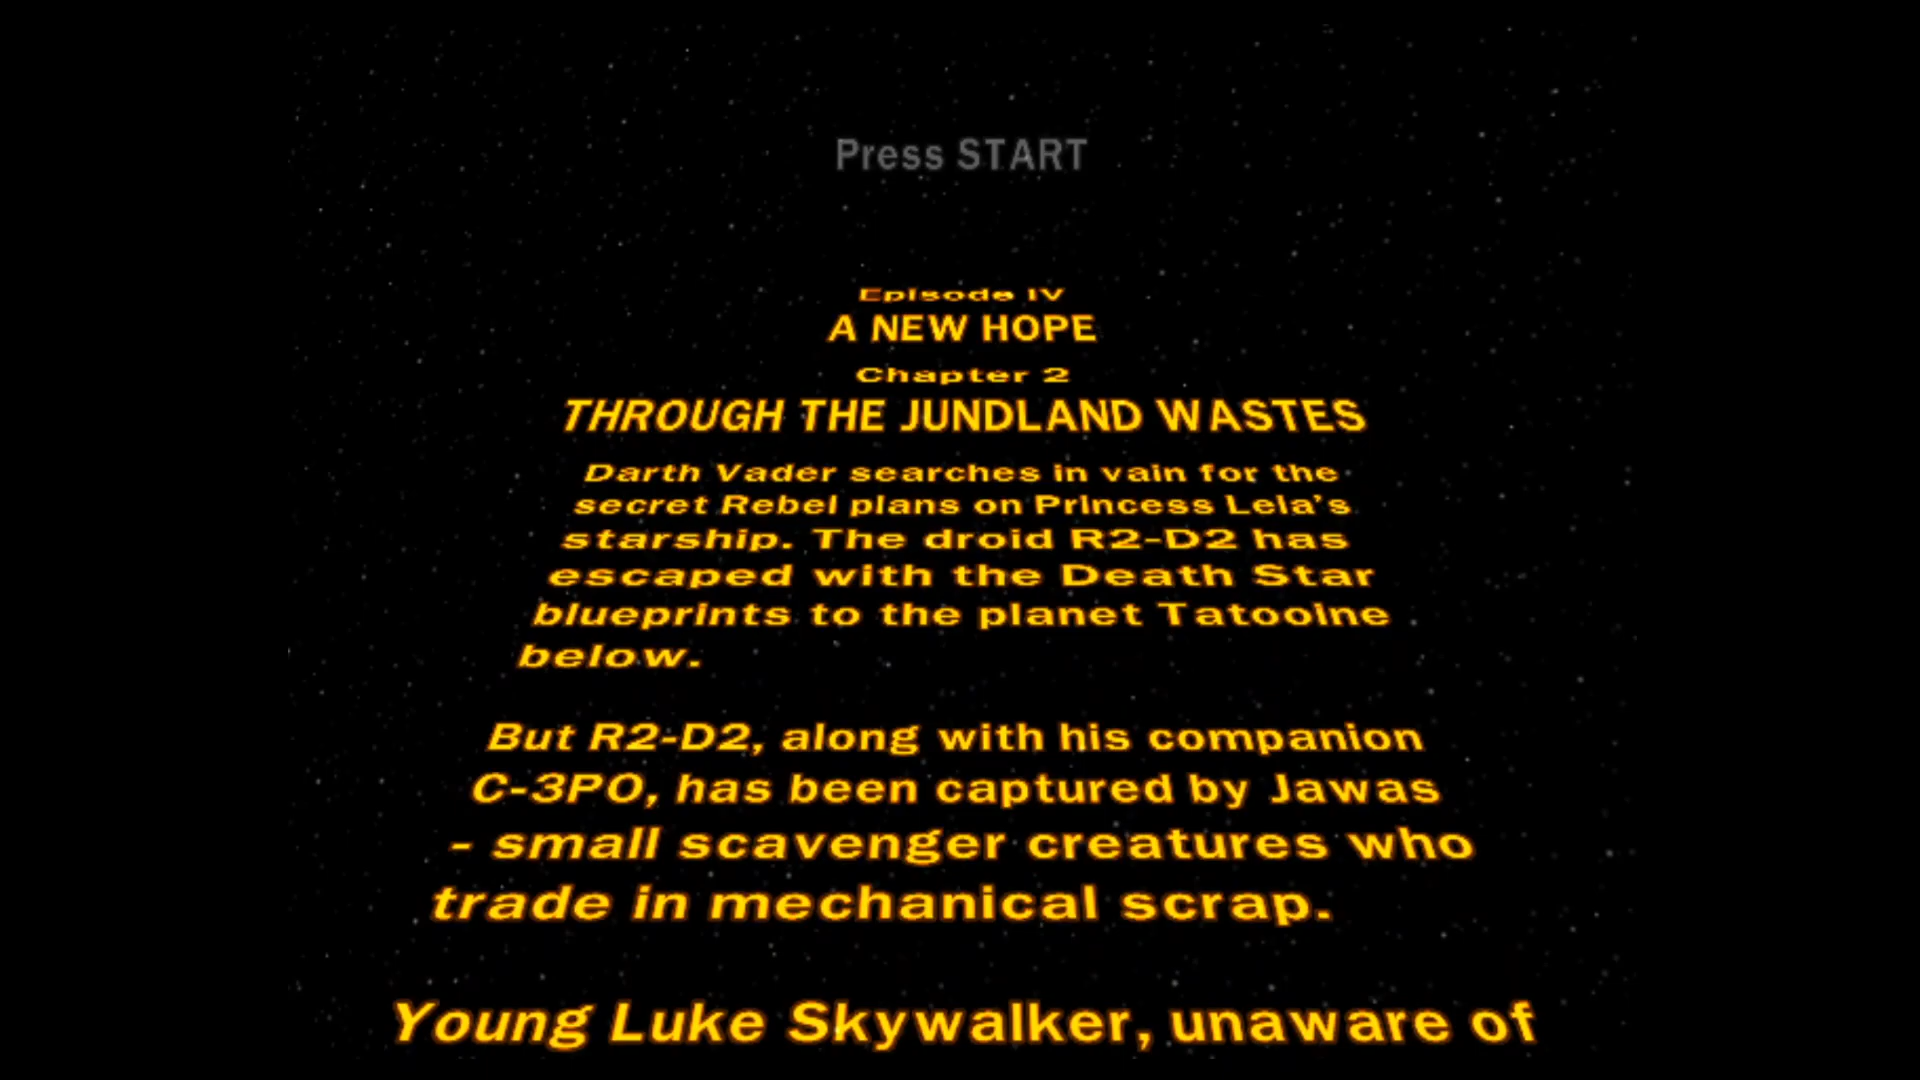 Press START
Episode IV
A NEW HOPE
Chapter 2
THROUGH THE JUNDLAND WASTES
Darth Vader searches in vain for the
secret Rebel plans on Princess Leia's
starship. The droid R2-D2 has
escaped with the Death Star
blueprints to the planet Tatooine
below.
But R2-D2, along with his companion
C-3PO, has been captured by Jawas
- small scavenger creatures who
trade in mechanical scrap.
Young Luke Skywalker, unaware of